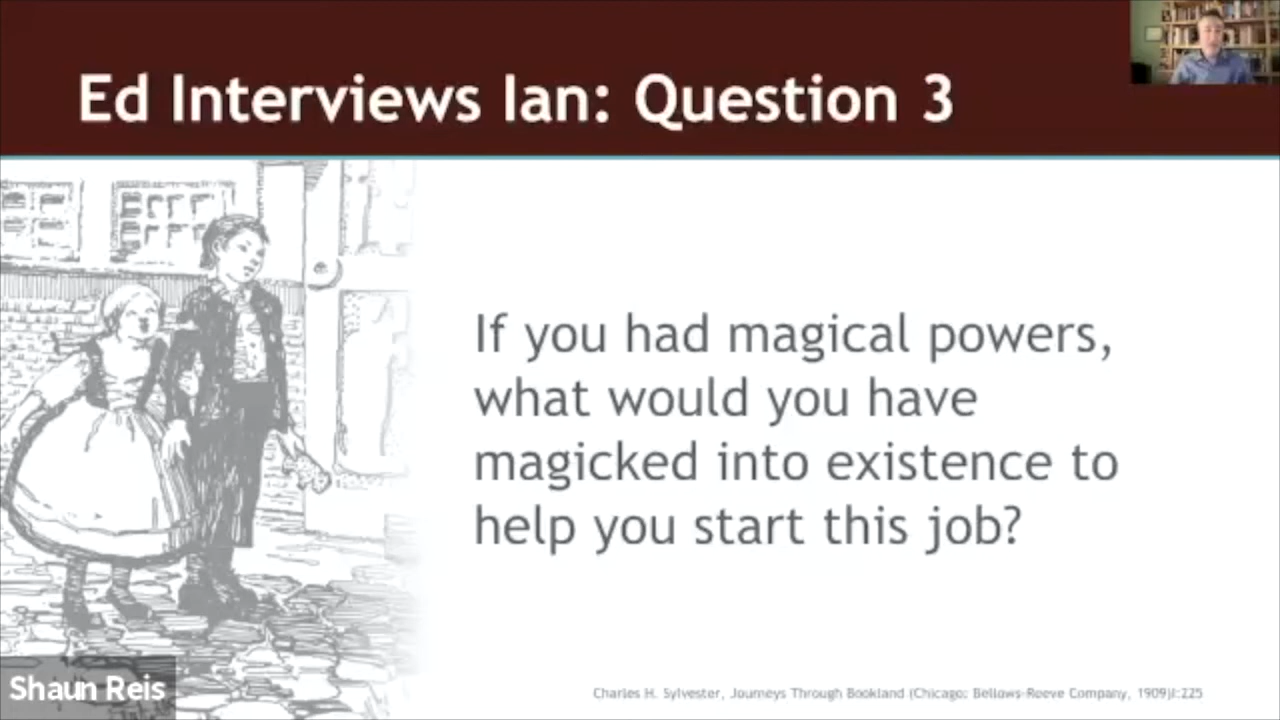 Ed Interviews Ian: Question 3
If you had magical powers,
what would you have
magicked into existence to
help you start this job?
Shaun Reis
Charles H. Sylvester, Journeys Through Bookland (Chicago: Bellows-Reeve Company, 1909)I:225